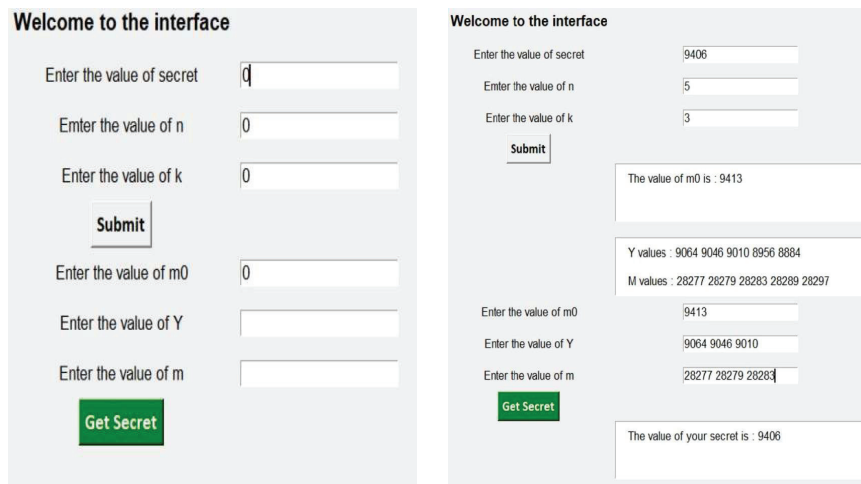 Welcome to the interface
Enter the value of secret 0
Emter the value of n 0
Enter the value of k 0
Submit
Enter the value of m0 0
Enter the value of Y
Enter the value of m
Get Secret
Welcome to the interface
Enter the value of secret 9406
Emter the value of n 5
Enter the value of k 3
Submit
The value of m0 is : 9413
Y values : 9064 9046 9010 8956 8884
M values : 28277 28279 28283 28289 28297
Enter the value of m0 9413
Enter the value of Y 9064 9046 9010
Enter the value of m 28277 28279 28283
Get Secret
The value of your secret is : 9406